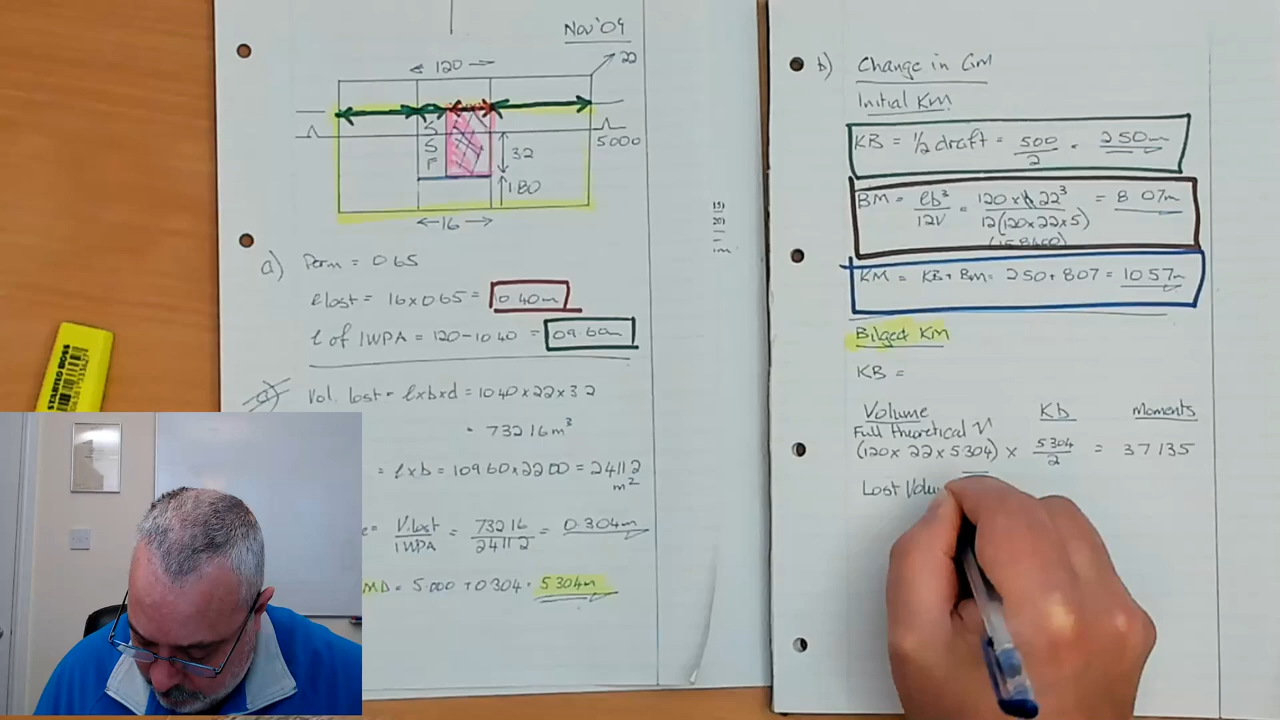 Nov'09
120
22
S
S
F
32
5000
1.80
16
a) Perm = 0.65
l lost = 16 x 0.65 = 10.40m
l of IWPA = 120 - 10.40 = 109.60m
Vol. lost = l x b x d = 10.40 x 22 x 3.2
= 732.16m³
= l x b = 109.60 x 22.00 = 2411.2
m²
= V. lost / IWPA = 732.16 / 2411.2 = 0.304m
MD = 5.000 + 0.304 = 5.304m
b) Change in GM
Initial KM
KB = 1/2 draft = 5.00 / 2 = 2.50m
BM = lb³ / 12V = 120 x 22³ / 12(120 x 22 x 5) = 8.07m
KM = KB + BM = 2.50 + 8.07 = 10.57m
Bilged KM
KB =
Volume Kb Moments
Full theoretical V
(120 x 22 x 5.304) x 5.304 / 2 = 37135
Lost Volu
STABILO BOSS